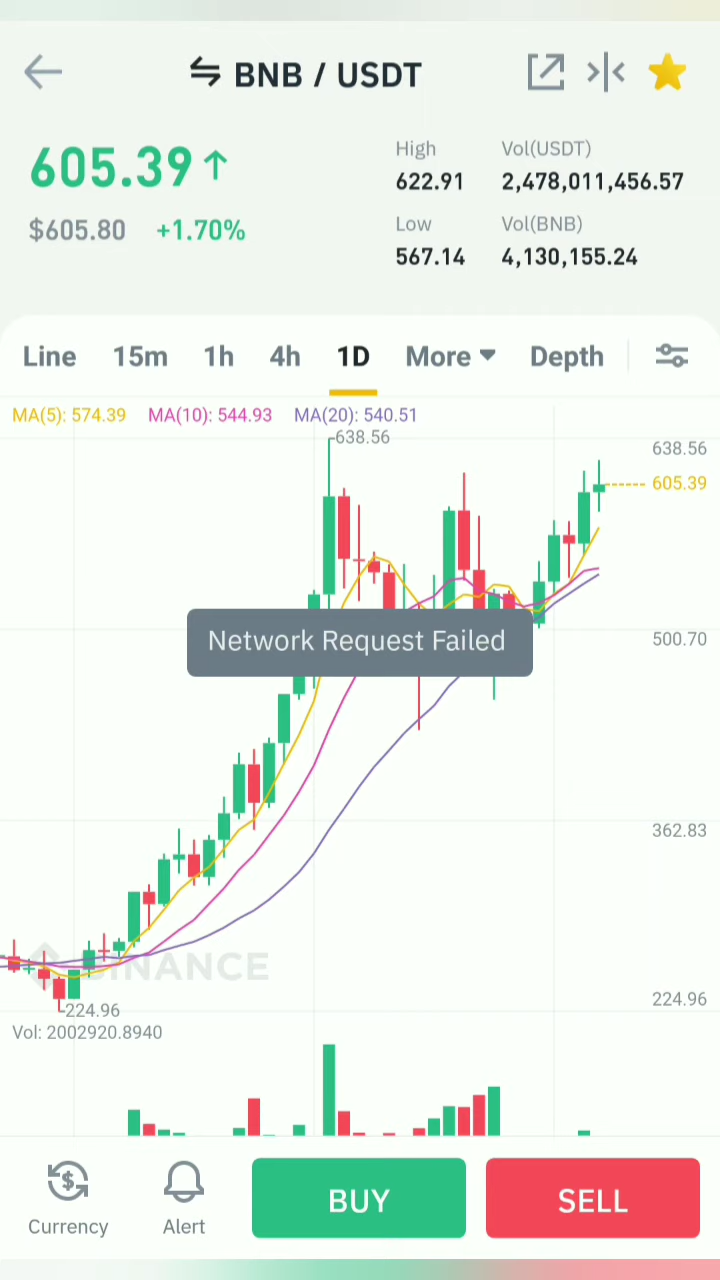 BNB / USDT
605.39
$605.80 +1.70%
High
622.91
Low
567.14
Vol(USDT)
2,478,011,456.57
Vol(BNB)
4,130,155.24
Line 15m 1h 4h 1D More Depth
MA(5): 574.39 MA(10): 544.93 MA(20): 540.51
638.56
638.56
605.39
Network Request Failed
500.70
362.83
BINANCE
224.96
224.96
Vol: 2002920.8940
Currency
Alert
BUY
SELL